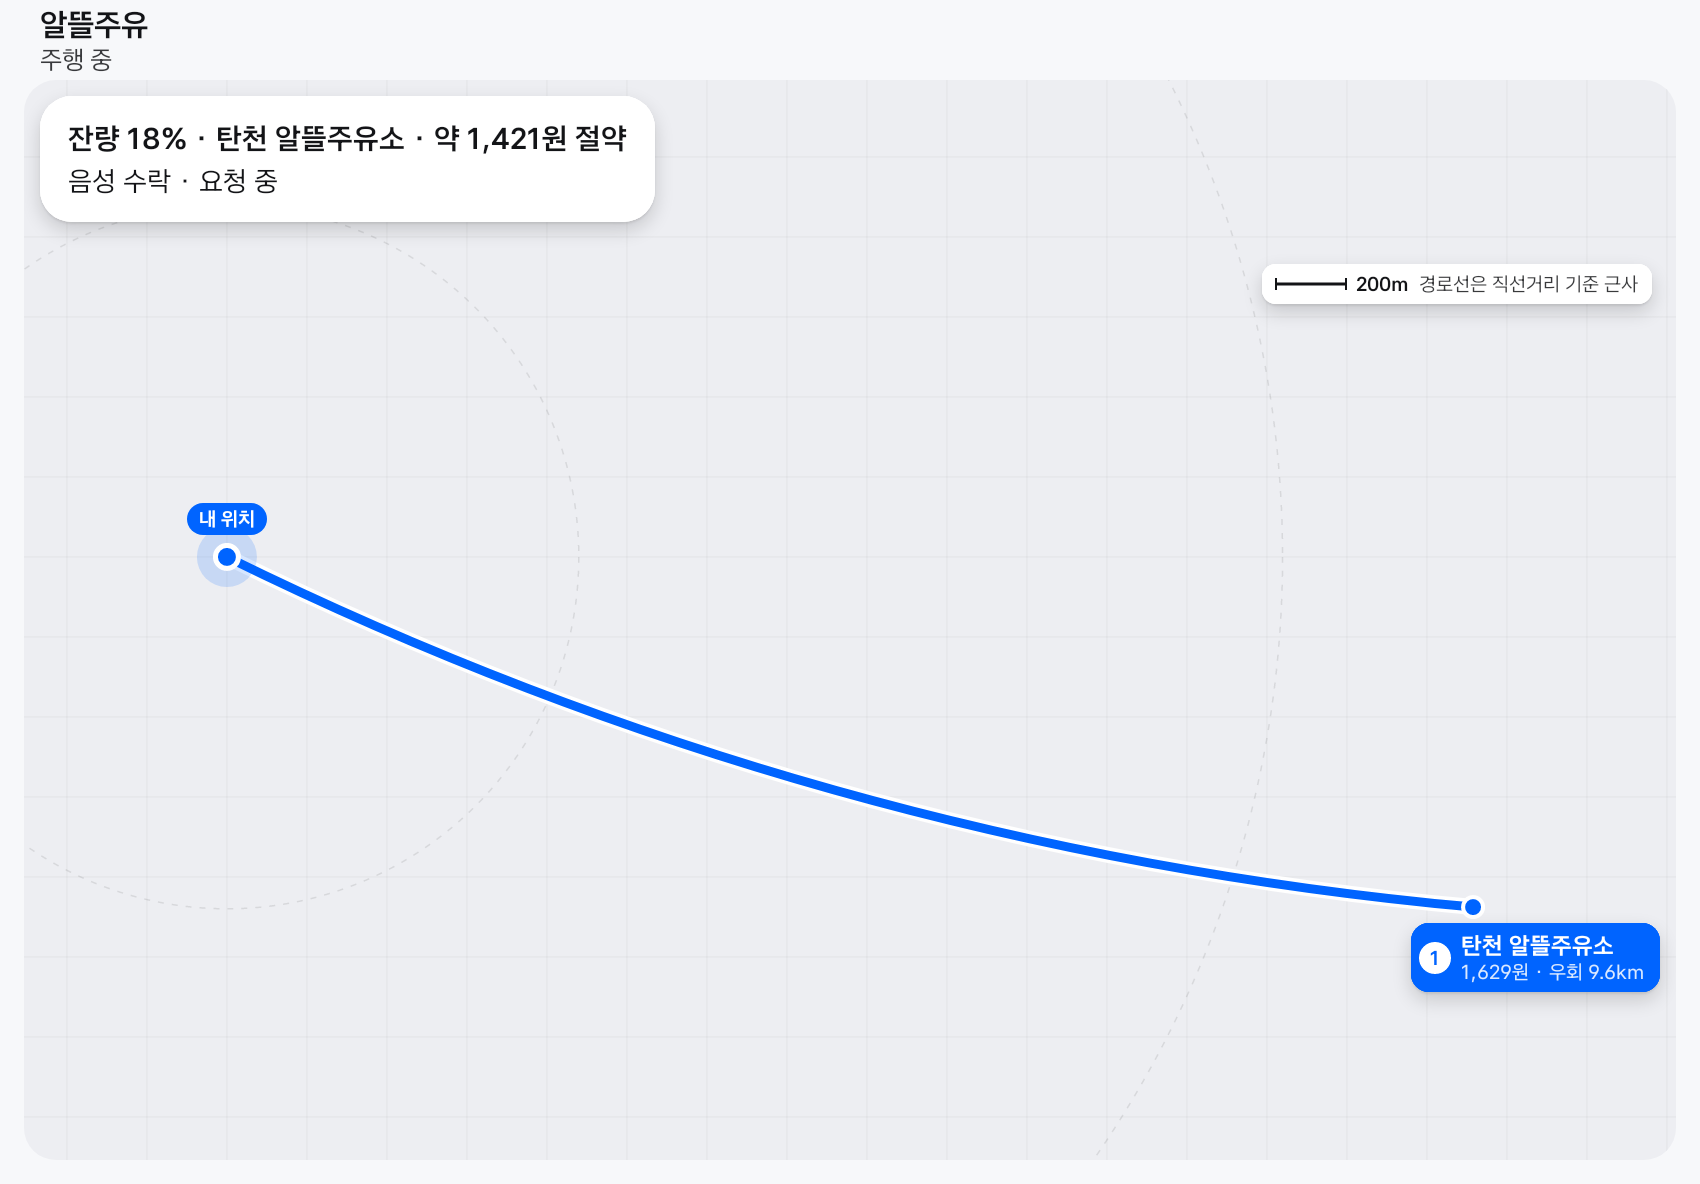 알뜰주유
주행 중
잔량 18% · 탄천 알뜰주유소 · 약 1,421원 절약
음성 수락 · 요청 중
200m 경로선은 직선거리 기준 근사
내 위치
1 탄천 알뜰주유소
1,629원 · 우회 9.6km